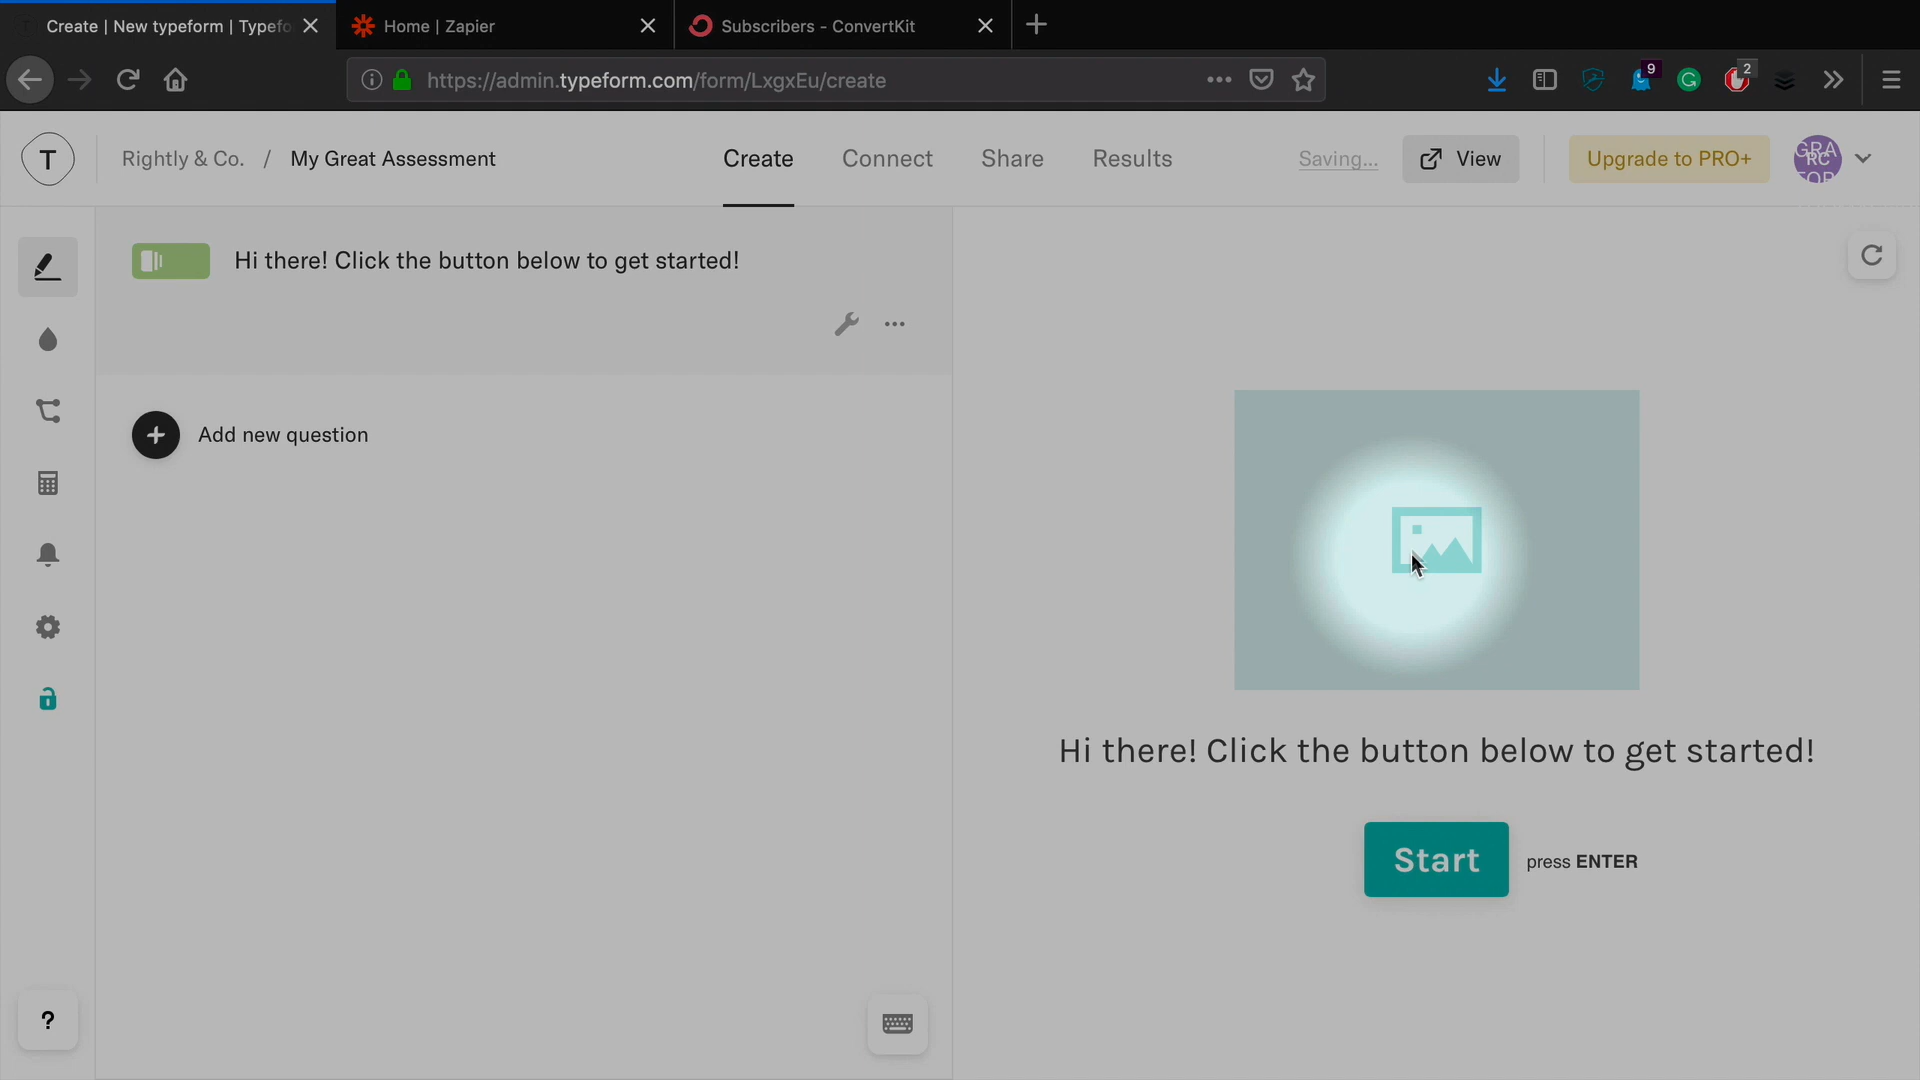 Create | New typeform | Typefo
Home | Zapier
Subscribers - ConvertKit
https://admin.typeform.com/form/LxgxEu/create
9
2
T
Rightly & Co. / My Great Assessment
Create
Connect
Share
Results
Saving...
View
Upgrade to PRO+
RC
Hi there! Click the button below to get started!
Add new question
Hi there! Click the button below to get started!
Start
press ENTER
?